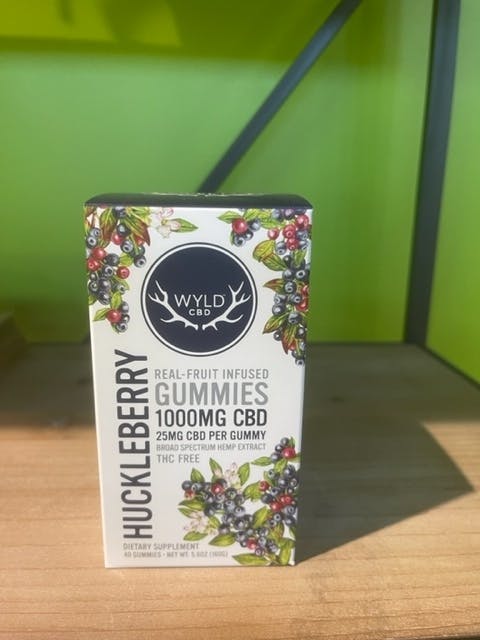 WYLD
CBD
HUCKLEBERRY
REAL-FRUIT INFUSED
GUMMIES
1000MG CBD
25MG CBD PER GUMMY
BROAD SPECTRUM HEMP EXTRACT
THC FREE
DIETARY SUPPLEMENT
40 GUMMIES • NET WT. 5.6OZ (160G)